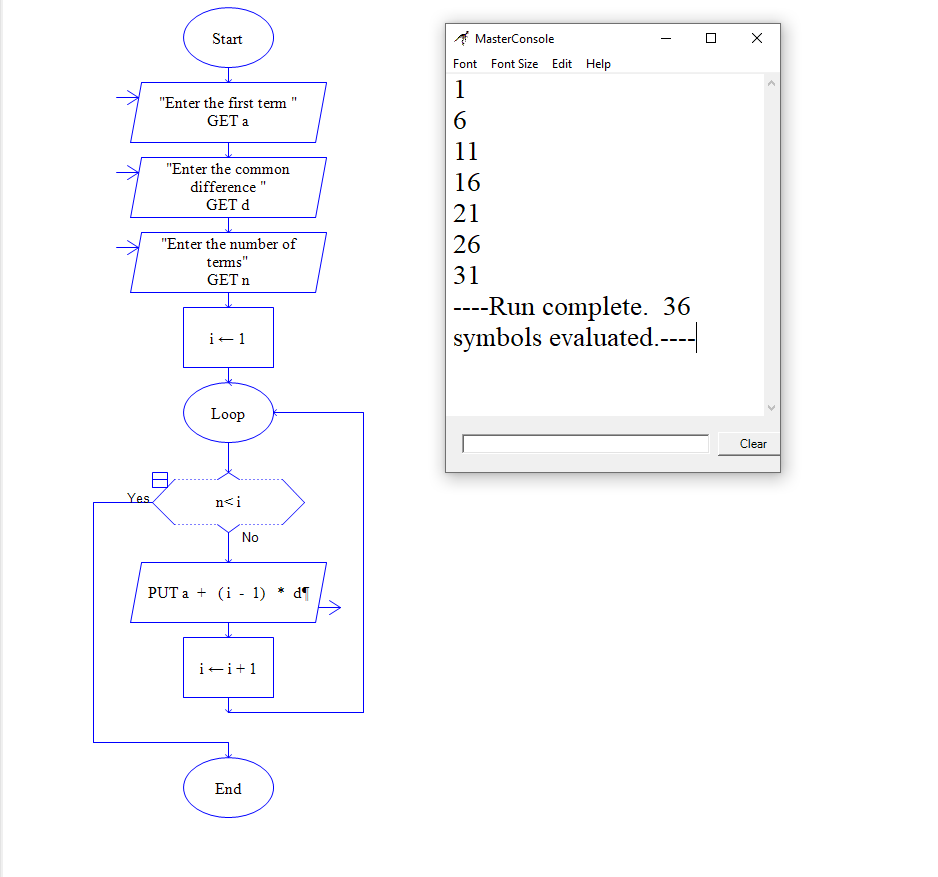 Start
"Enter the first term "
GET a
"Enter the common
difference "
GET d
"Enter the number of
terms"
GET n
i ← 1
Loop
Yes
n< i
No
PUT a + (i - 1) * d¶
i ← i + 1
End
MasterConsole
Font Font Size Edit Help
1
6
11
16
21
26
31
----Run complete. 36
symbols evaluated.----
Clear